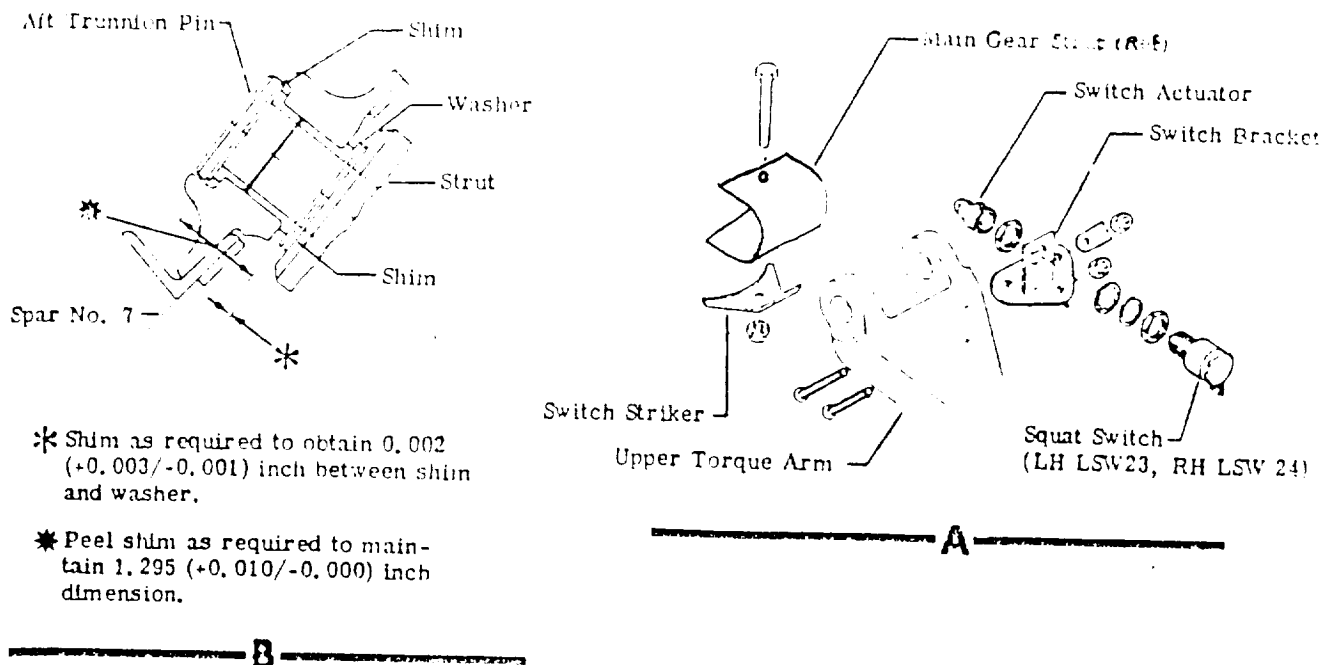 Aft Trunnion Pin
Shim
Washer
Strut
Shim
Spar No. 7
Shim as required to obtain 0.002
(+0.003/-0.001) inch between shim
and washer.
Peel shim as required to main-
tain 1.295 (+0.010/-0.000) inch
dimension.
B
Main Gear Strut (Ref)
Switch Actuator
Switch Bracket
Switch Striker
Upper Torque Arm
Squat Switch
(LH LSW23, RH LSW 24)
A